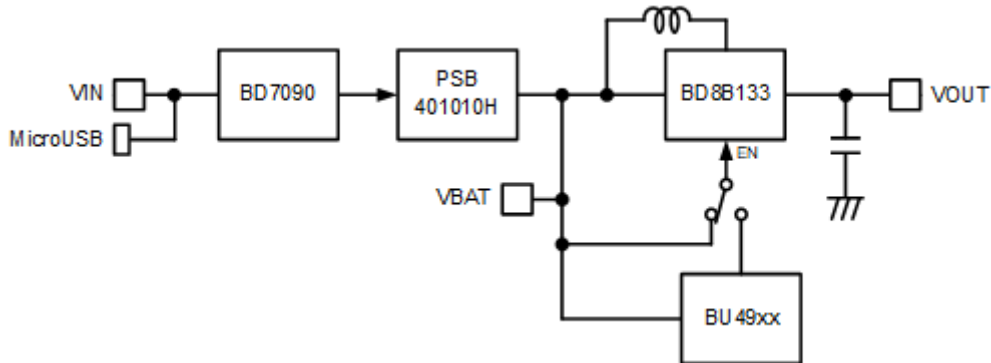 VIN
MicroUSB
BD7090
PSB
401010H
BD8B133
VOUT
EN
VBAT
BU49xx